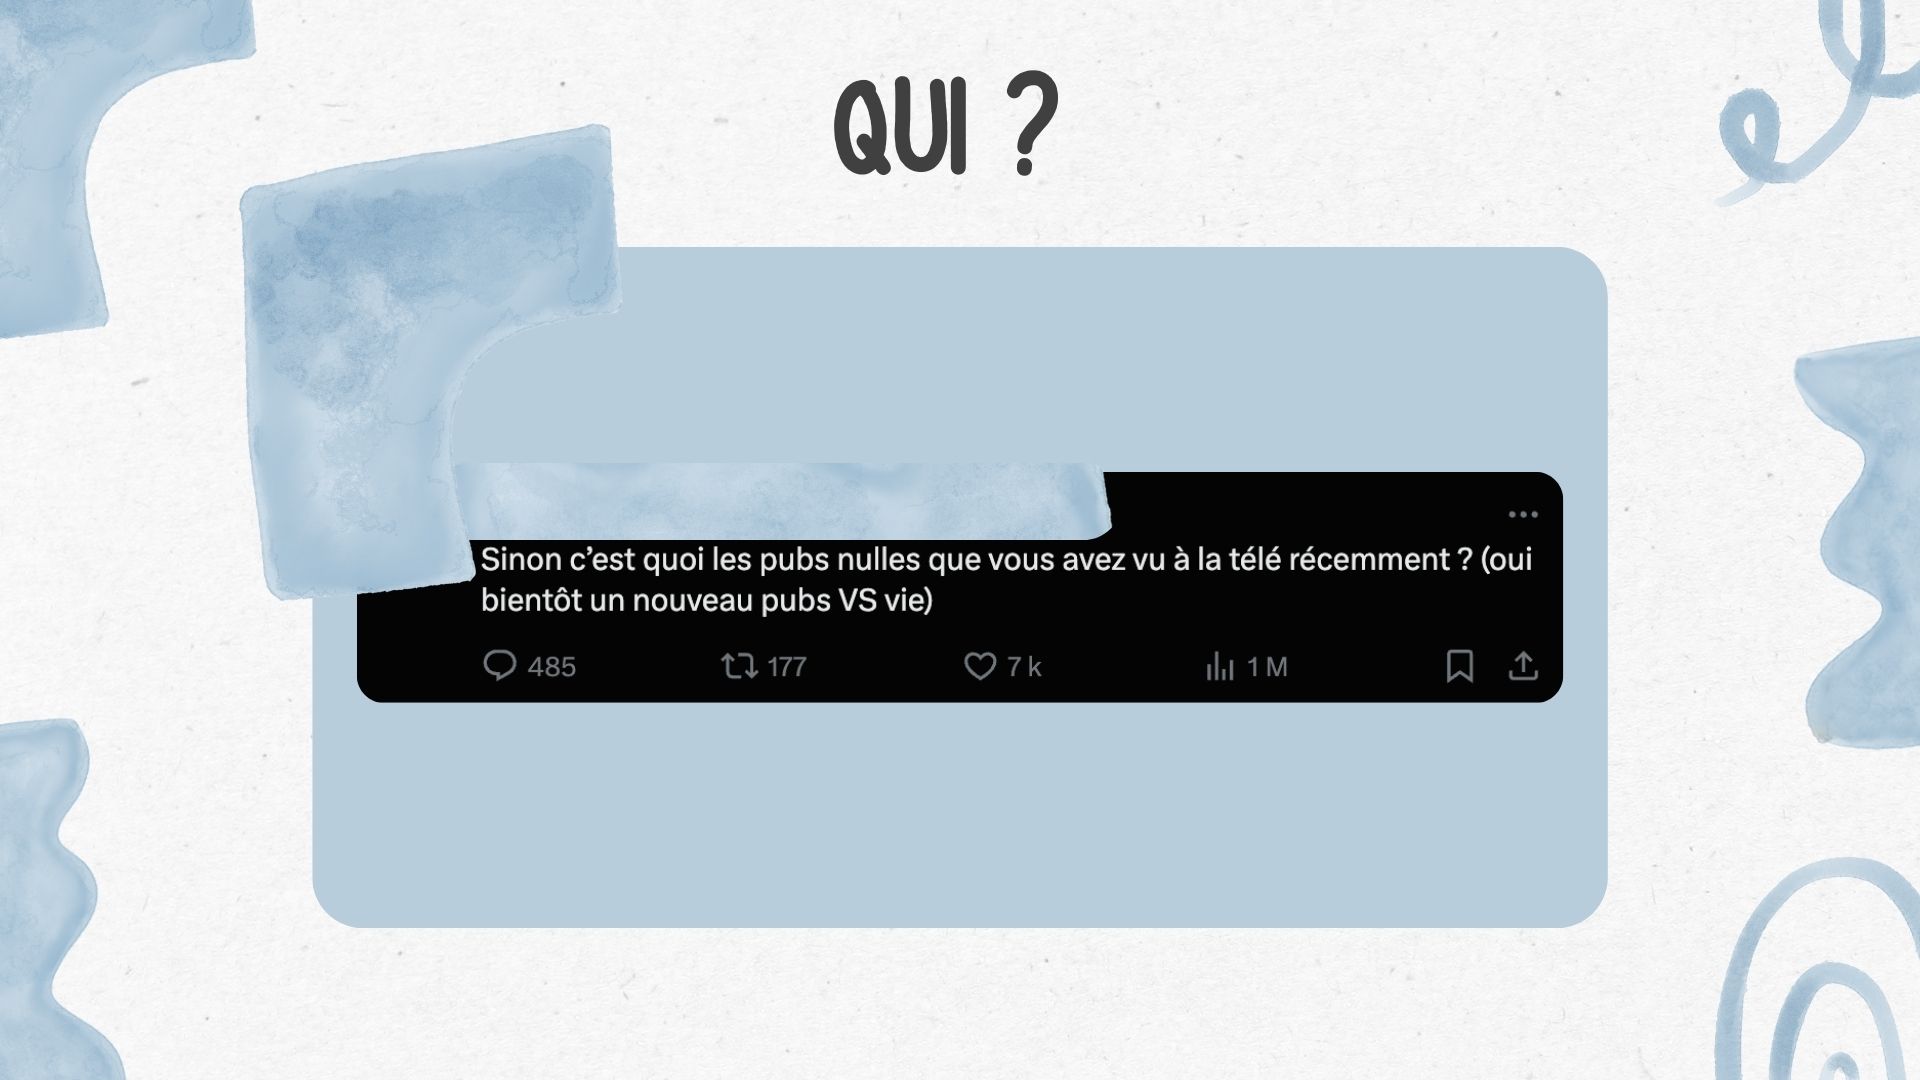 QUI ?
Sinon c’est quoi les pubs nulles que vous avez vu à la télé récemment ? (oui
bientôt un nouveau pubs VS vie)
485 177 7 k 1 M